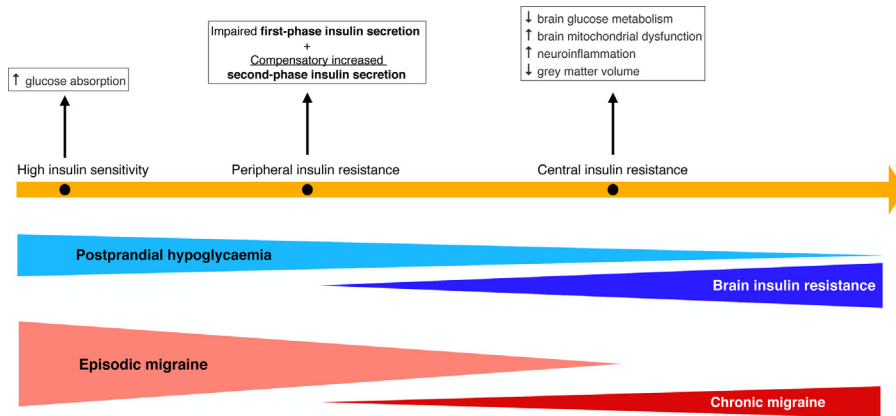 ↑ glucose absorption
Impaired first-phase insulin secretion
+
Compensatory increased
second-phase insulin secretion
↓ brain glucose metabolism
↑ brain mitochondrial dysfunction
↑ neuroinflammation
↓ grey matter volume
High insulin sensitivity
Peripheral insulin resistance
Central insulin resistance
Postprandial hypoglycaemia
Brain insulin resistance
Episodic migraine
Chronic migraine